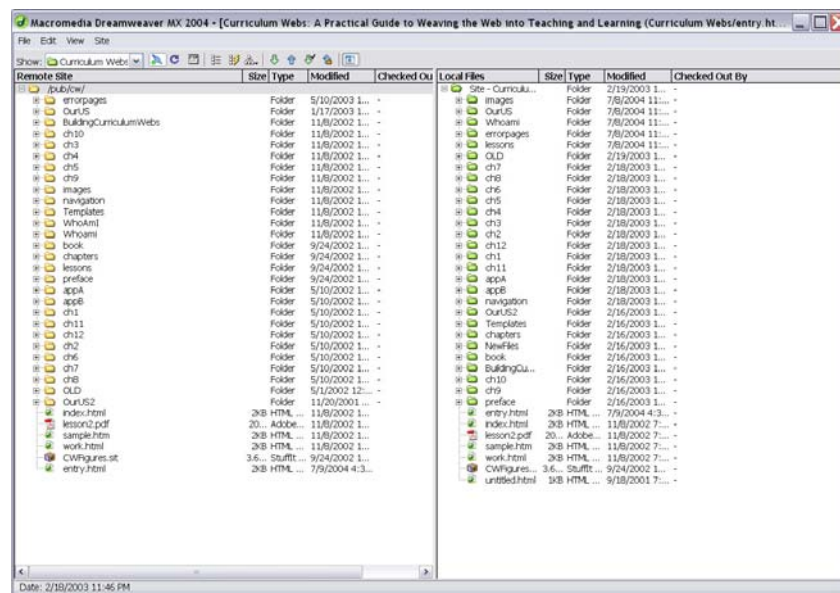 Macromedia Dreamweaver MX 2004 - [Curriculum Webs: A Practical Guide to Weaving the Web into Teaching and Learning (Curriculum Webs/entry.ht...
File Edit View Site
Show: Curriculum Webs
Remote Site Size Type Modified Checked Ou
/pub/cw/
errorpages Folder 5/10/2003 1... -
OurUS Folder 1/17/2003 1... -
BuildingCurriculumWebs Folder 11/8/2002 1... -
ch10 Folder 11/8/2002 1... -
ch3 Folder 11/8/2002 1... -
ch4 Folder 11/8/2002 1... -
ch5 Folder 11/8/2002 1... -
ch9 Folder 11/8/2002 1... -
images Folder 11/8/2002 1... -
navigation Folder 11/8/2002 1... -
Templates Folder 11/8/2002 1... -
WhoAmI Folder 11/8/2002 1... -
Whoami Folder 11/8/2002 1... -
book Folder 9/24/2002 1... -
chapters Folder 9/24/2002 1... -
lessons Folder 9/24/2002 1... -
preface Folder 9/24/2002 1... -
appA Folder 5/10/2002 1... -
appB Folder 5/10/2002 1... -
ch1 Folder 5/10/2002 1... -
ch11 Folder 5/10/2002 1... -
ch12 Folder 5/10/2002 1... -
ch2 Folder 5/10/2002 1... -
ch6 Folder 5/10/2002 1... -
ch7 Folder 5/10/2002 1... -
ch8 Folder 5/10/2002 1... -
OLD Folder 5/1/2002 12:... -
OurUS2 Folder 11/20/2001 ... -
index.html 2KB HTML ... 11/8/2002 1...
lesson2.pdf 20... Adobe... 11/8/2002 1...
sample.htm 2KB HTML ... 11/8/2002 1...
work.html 2KB HTML ... 11/8/2002 1...
CWFigures.sit 3.6... StuffIt ... 9/24/2002 1...
entry.html 2KB HTML ... 7/9/2004 4:3...
Local Files Size Type Modified Checked Out By
Site - Curriculu... Folder 2/19/2003 1... -
images Folder 7/8/2004 11:... -
OurUS Folder 7/8/2004 11:... -
Whoami Folder 7/8/2004 11:... -
errorpages Folder 7/8/2004 11:... -
lessons Folder 7/8/2004 11:... -
OLD Folder 2/19/2003 1... -
ch7 Folder 2/18/2003 1... -
ch8 Folder 2/18/2003 1... -
ch6 Folder 2/18/2003 1... -
ch5 Folder 2/18/2003 1... -
ch4 Folder 2/18/2003 1... -
ch3 Folder 2/18/2003 1... -
ch2 Folder 2/18/2003 1... -
ch12 Folder 2/18/2003 1... -
ch1 Folder 2/18/2003 1... -
ch11 Folder 2/18/2003 1... -
appA Folder 2/18/2003 1... -
appB Folder 2/18/2003 1... -
navigation Folder 2/18/2003 1... -
OurUS2 Folder 2/16/2003 1... -
Templates Folder 2/16/2003 1... -
chapters Folder 2/16/2003 1... -
NewFiles Folder 2/16/2003 1... -
book Folder 2/16/2003 1... -
BuildingCu... Folder 2/16/2003 1... -
ch10 Folder 2/16/2003 1... -
ch9 Folder 2/16/2003 1... -
preface Folder 2/16/2003 1... -
entry.html 2KB HTML ... 7/9/2004 4:3... -
index.html 2KB HTML ... 11/8/2002 7:... -
lesson2.pdf 20... Adobe... 11/8/2002 7:... -
sample.htm 2KB HTML ... 11/8/2002 7:... -
work.html 2KB HTML ... 11/8/2002 7:... -
CWFigures... 3.6... StuffIt ... 9/24/2002 1... -
untitled.html 1KB HTML ... 9/18/2001 7:... -
Date: 2/18/2003 11:46 PM